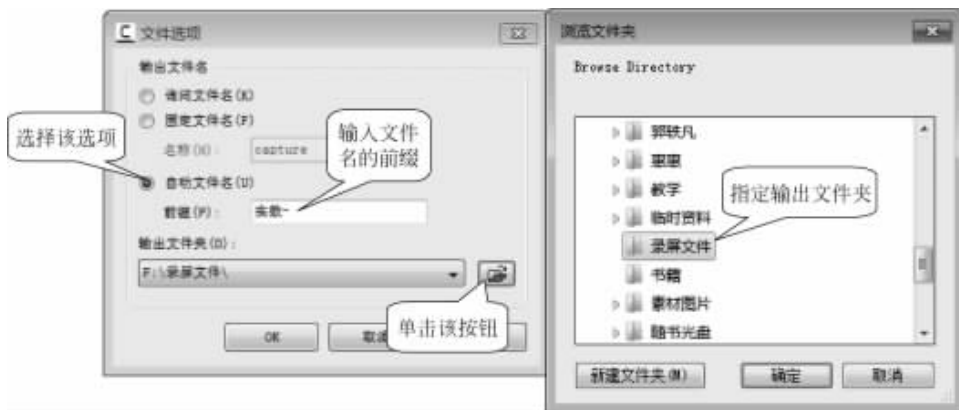 文件选项
输出文件名
询问文件名(K)
固定文件名(F)
名称(N):
capture
自动文件名(U)
前缀(P):
输出文件夹(O):
F:\录屏文件\
OK
取消
选择该选项
输入文件
名的前缀
单击该按钮
浏览文件夹
Browse Directory
郭轶凡
惠惠
教学
临时资料
录屏文件
书籍
素材图片
随书光盘
指定输出文件夹
新建文件夹(M)
确定
取消